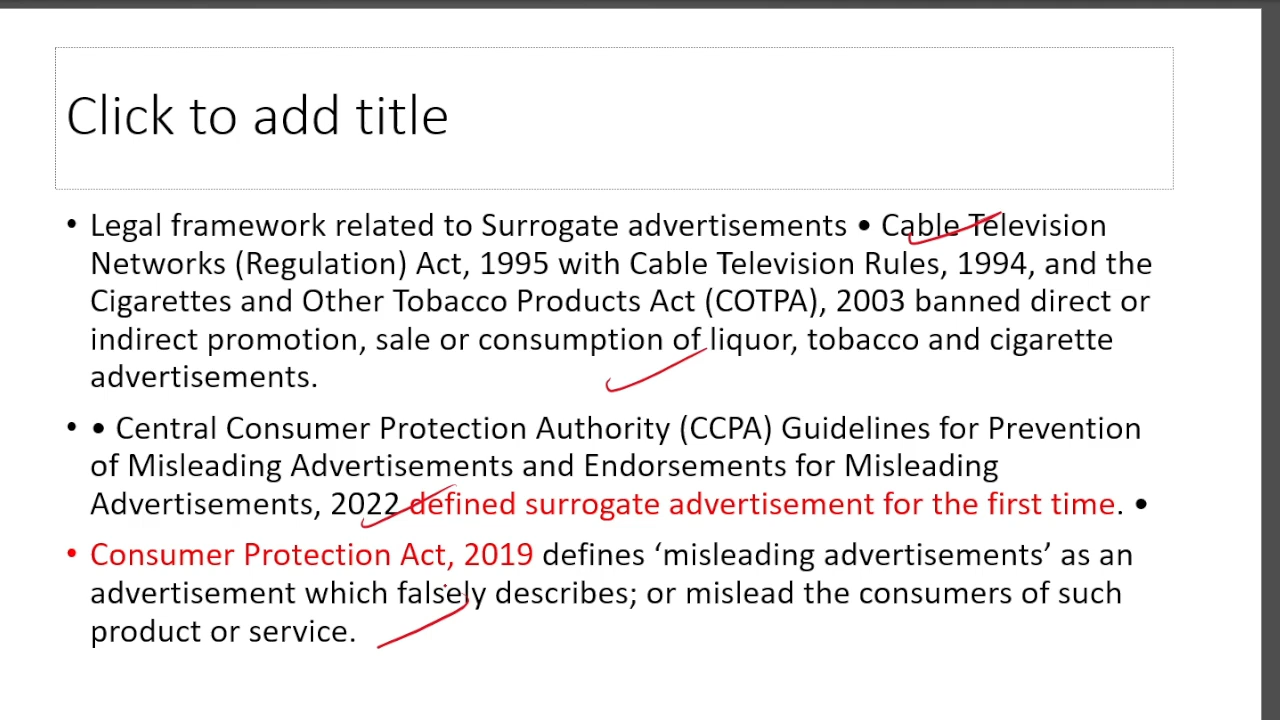 Click to add title
• Legal framework related to Surrogate advertisements • Cable Television
Networks (Regulation) Act, 1995 with Cable Television Rules, 1994, and the
Cigarettes and Other Tobacco Products Act (COTPA), 2003 banned direct or
indirect promotion, sale or consumption of liquor, tobacco and cigarette
advertisements.
• • Central Consumer Protection Authority (CCPA) Guidelines for Prevention
of Misleading Advertisements and Endorsements for Misleading
Advertisements, 2022 defined surrogate advertisement for the first time. •
• Consumer Protection Act, 2019 defines ‘misleading advertisements’ as an
advertisement which falsely describes; or mislead the consumers of such
product or service.